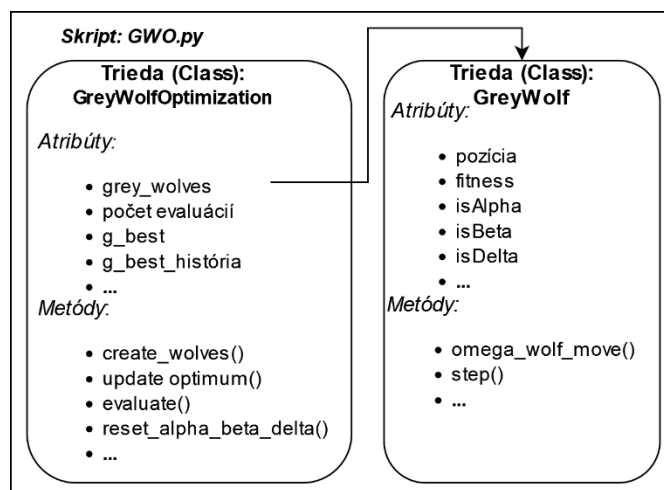 Skript: GWO.py
Trieda (Class):
GreyWolfOptimization
Atribúty:
• grey_wolves
• počet evaluácií
• g_best
• g_best_história
• ...
Metódy:
• create_wolves()
• update optimum()
• evaluate()
• reset_alpha_beta_delta()
• ...
Trieda (Class):
GreyWolf
Atribúty:
• pozícia
• fitness
• isAlpha
• isBeta
• isDelta
• ...
Metódy:
• omega_wolf_move()
• step()
• ...